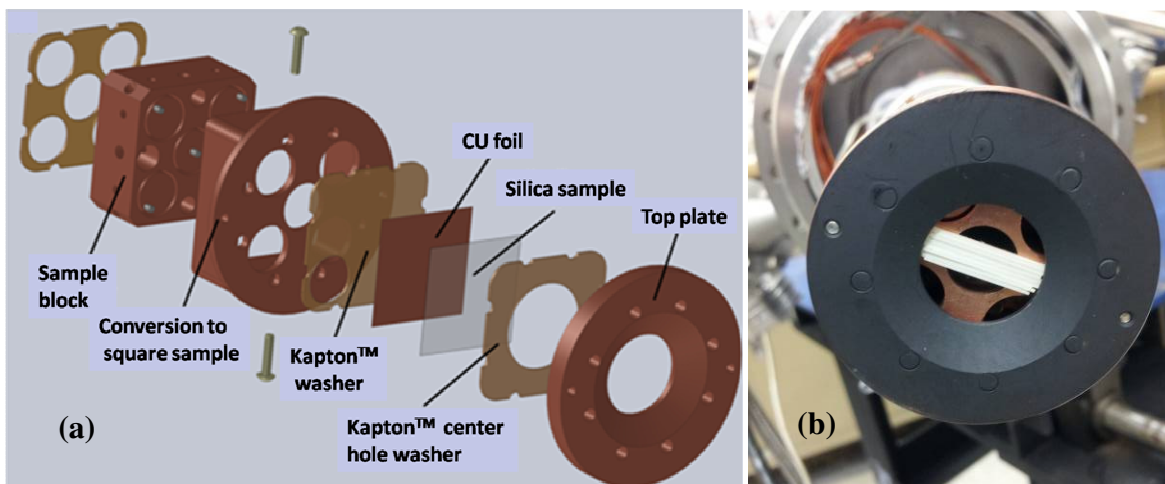 CU foil
Silica sample
Top plate
Sample
block
Conversion to
square sample
Kapton™
washer
Kapton™ center
hole washer
(a)
(b)